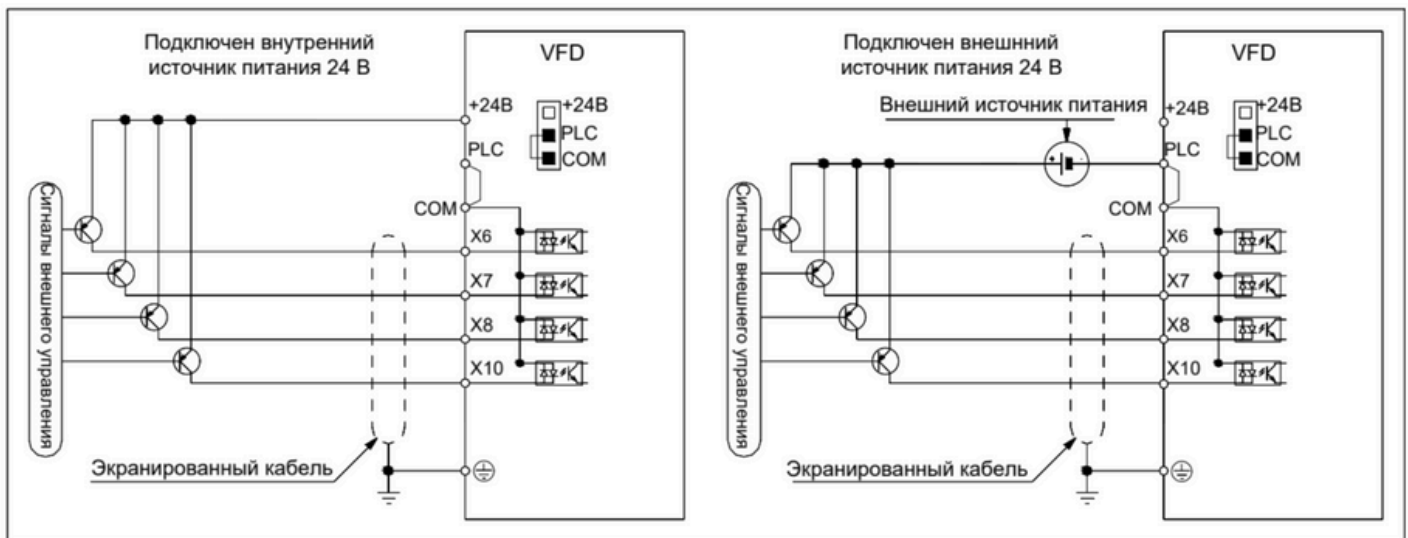 Подключен внутренний
источник питания 24 В
VFD
+24В
+24В
PLC
COM
PLC
COM
X6
X7
X8
X10
Сигналы внешнего управления
Экранированный кабель
Подключен внешнний
источник питания 24 В
VFD
Внешний источник питания
+24В
+24В
PLC
COM
PLC
+
-
COM
X6
X7
X8
X10
Сигналы внешнего управления
Экранированный кабель